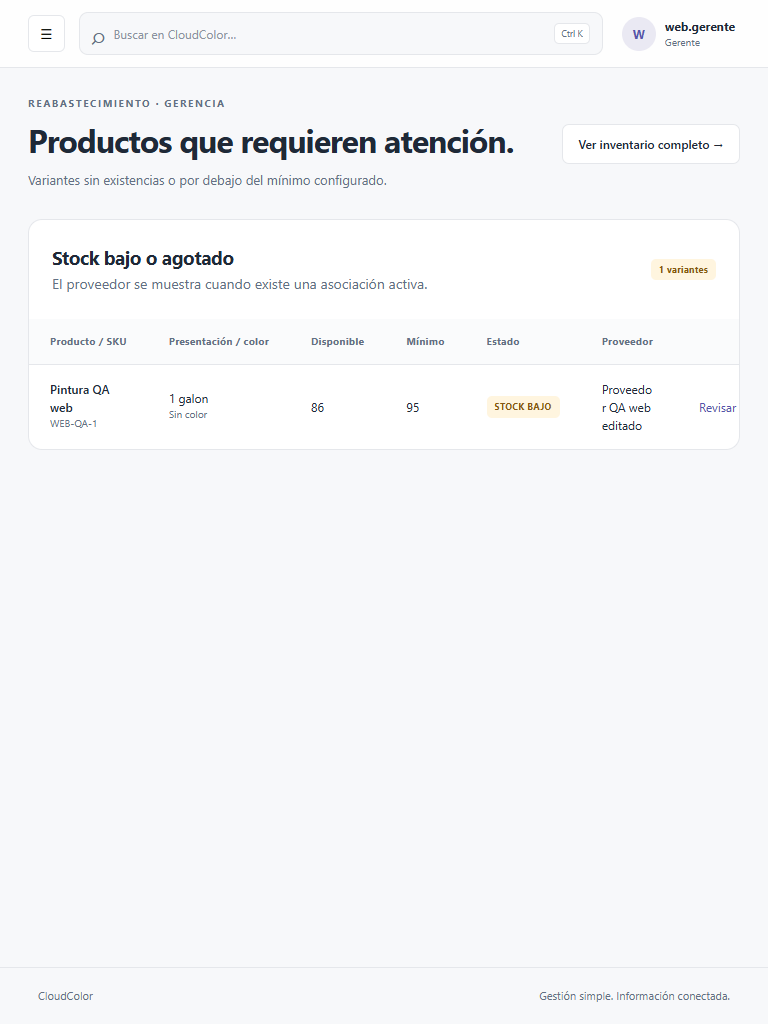 ☰
Buscar en CloudColor...
Ctrl K
W
web.gerente
Gerente
REABASTECIMIENTO · GERENCIA
Productos que requieren atención.
Ver inventario completo →
Variantes sin existencias o por debajo del mínimo configurado.
Stock bajo o agotado
El proveedor se muestra cuando existe una asociación activa.
1 variantes
Producto / SKU Presentación / color Disponible Mínimo Estado Proveedor
Pintura QA
web
WEB-QA-1
1 galon
Sin color
86
95
STOCK BAJO
Proveedo
r QA web
editado
Revisar
CloudColor
Gestión simple. Información conectada.